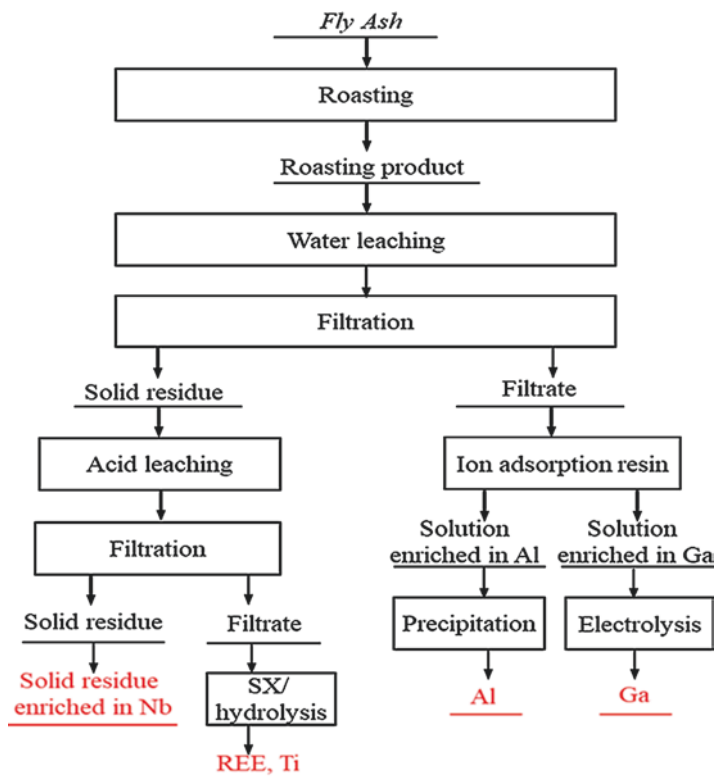 Fly Ash
Roasting
Roasting product
Water leaching
Filtration
Solid residue
Filtrate
Acid leaching
Ion adsorption resin
Solution
enriched in Al
Solution
enriched in Ga
Filtration
Solid residue
Filtrate
Precipitation
Electrolysis
Solid residue
enriched in Nb
SX/
hydrolysis
Al
Ga
REE, Ti